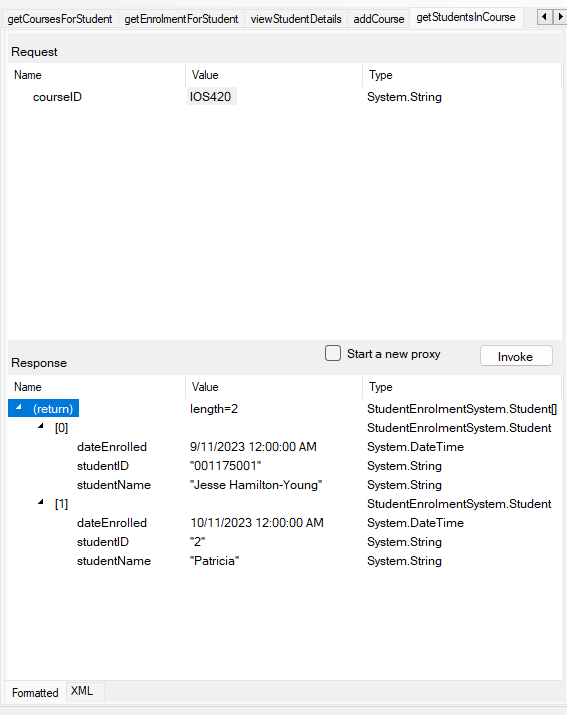 getCoursesForStudent getEnrolmentForStudent viewStudentDetails addCourse getStudentsInCourse
Request
Name Value Type
courseID IOS420 System.String
Start a new proxy Invoke
Response
Name Value Type
(return) length=2 StudentEnrolmentSystem.Student[]
[0] StudentEnrolmentSystem.Student
dateEnrolled 9/11/2023 12:00:00 AM System.DateTime
studentID "001175001" System.String
studentName "Jesse Hamilton-Young" System.String
[1] StudentEnrolmentSystem.Student
dateEnrolled 10/11/2023 12:00:00 AM System.DateTime
studentID "2" System.String
studentName "Patricia" System.String
Formatted XML